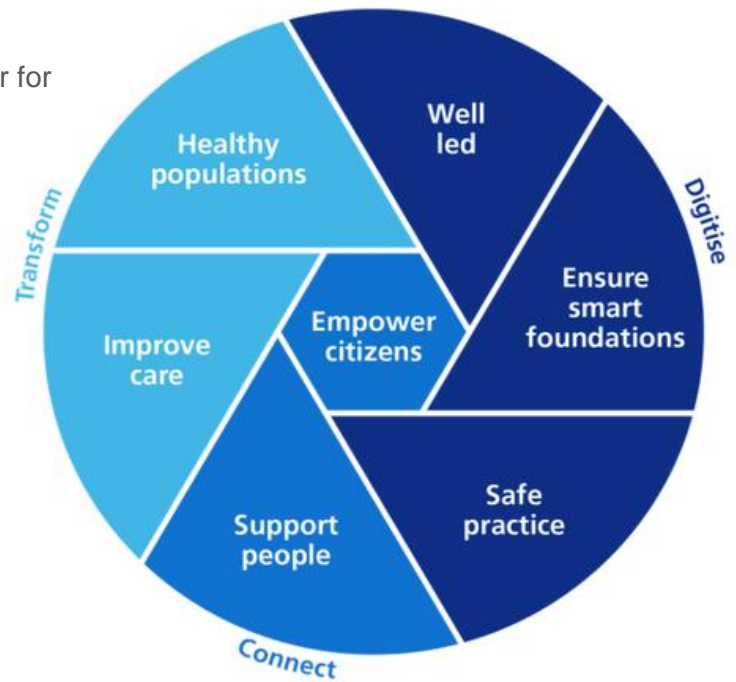 r for
Well
led
Healthy
populations
Transform
Digitise
Ensure
smart
foundations
Empower
citizens
Improve
care
Safe
practice
Support
people
Connect